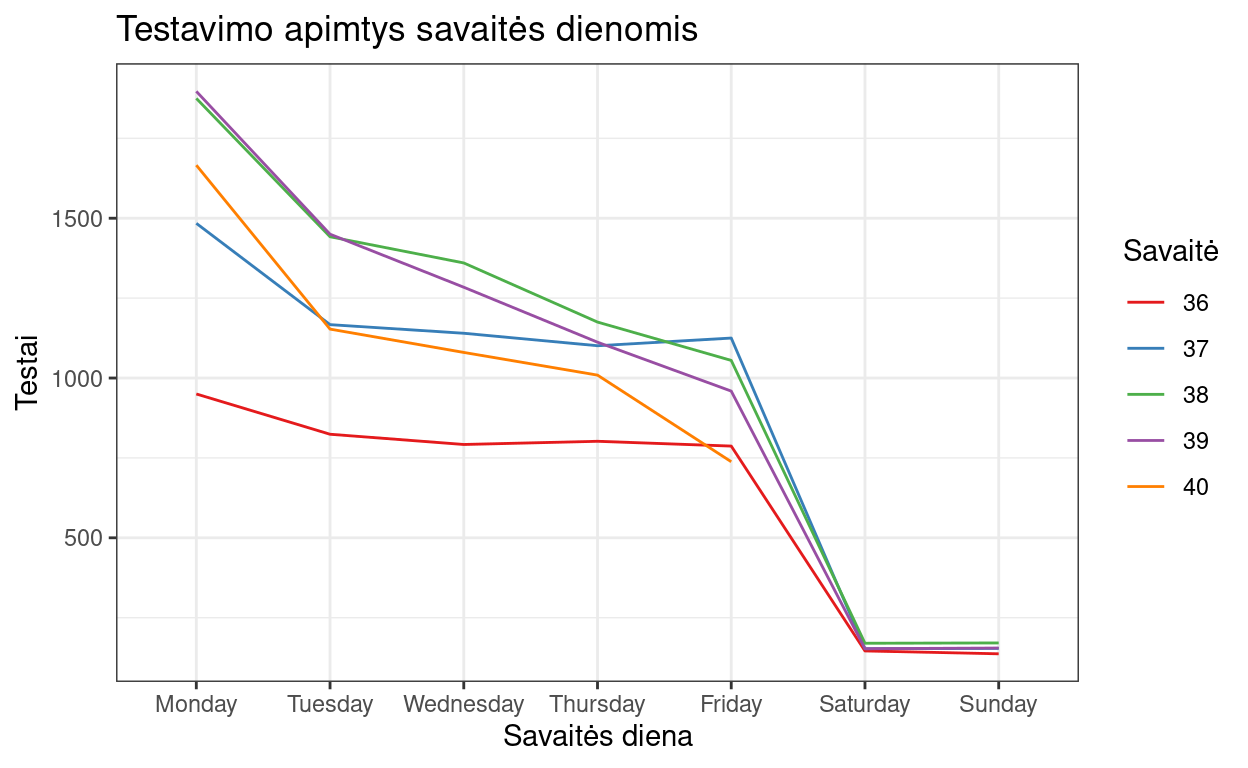 Testavimo apimtys savaitės dienomis
Testai
1500
1000
500
Monday Tuesday Wednesday Thursday Friday Saturday Sunday
Savaitės diena
Savaitė
36
37
38
39
40